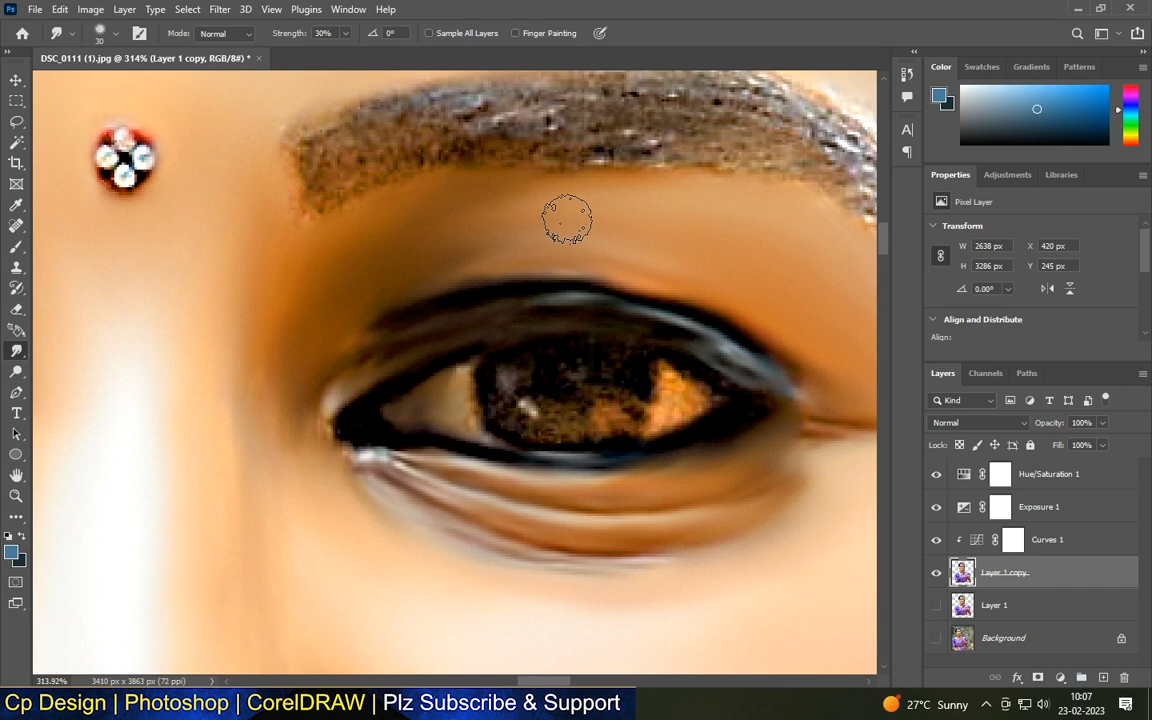 Ps File Edit Image Layer Type Select Filter 3D View Plugins Window Help
30 Mode: Normal Strength: 30% 0° Sample All Layers Finger Painting
DSC_0111 (1).jpg @ 314% (Layer 1 copy, RGB/8#) * ×
Color Swatches Gradients Patterns
Properties Adjustments Libraries
Pixel Layer
Transform
W 2638 px X 420 px
H 3286 px Y 245 px
0.00°
Align and Distribute
Align:
Layers Channels Paths
Kind
Normal Opacity: 100%
Lock: Fill: 100%
Hue/Saturation 1
Exposure 1
Curves 1
Layer 1 copy
Layer 1
Background
313.92% 3410 px x 3863 px (72 ppi)
Cp Design | Photoshop | CorelDRAW | Plz Subscribe & Support
27°C Sunny
10:07
23-02-2023